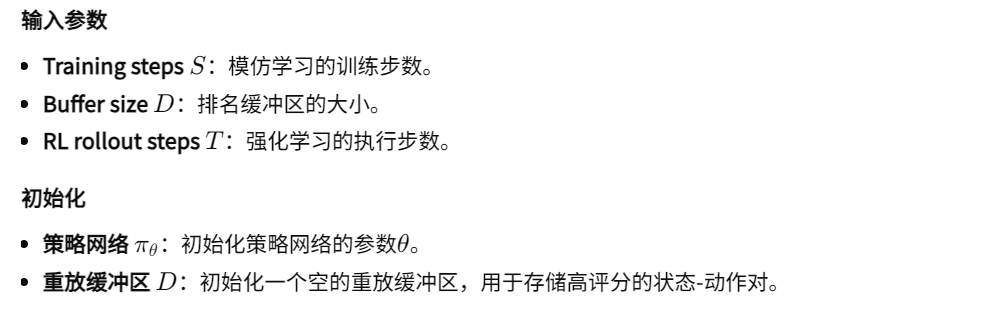 输入参数
• Training steps S：模仿学习的训练步数。
• Buffer size D：排名缓冲区的大小。
• RL rollout steps T：强化学习的执行步数。
初始化
• 策略网络 πθ：初始化策略网络的参数θ。
• 重放缓冲区 D：初始化一个空的重放缓冲区，用于存储高评分的状态-动作对。